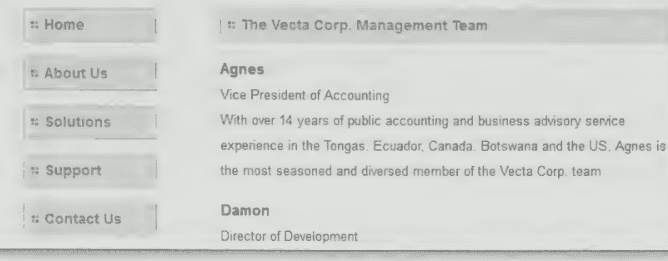 :: Home
:: About Us
:: Solutions
:: Support
:: Contact Us
:: The Vecta Corp. Management Team
Agnes
Vice President of Accounting
With over 14 years of public accounting and business advisory service
experience in the Tongas, Ecuador, Canada, Botswana and the US, Agnes is
the most seasoned and diversed member of the Vecta Corp. team
Damon
Director of Development